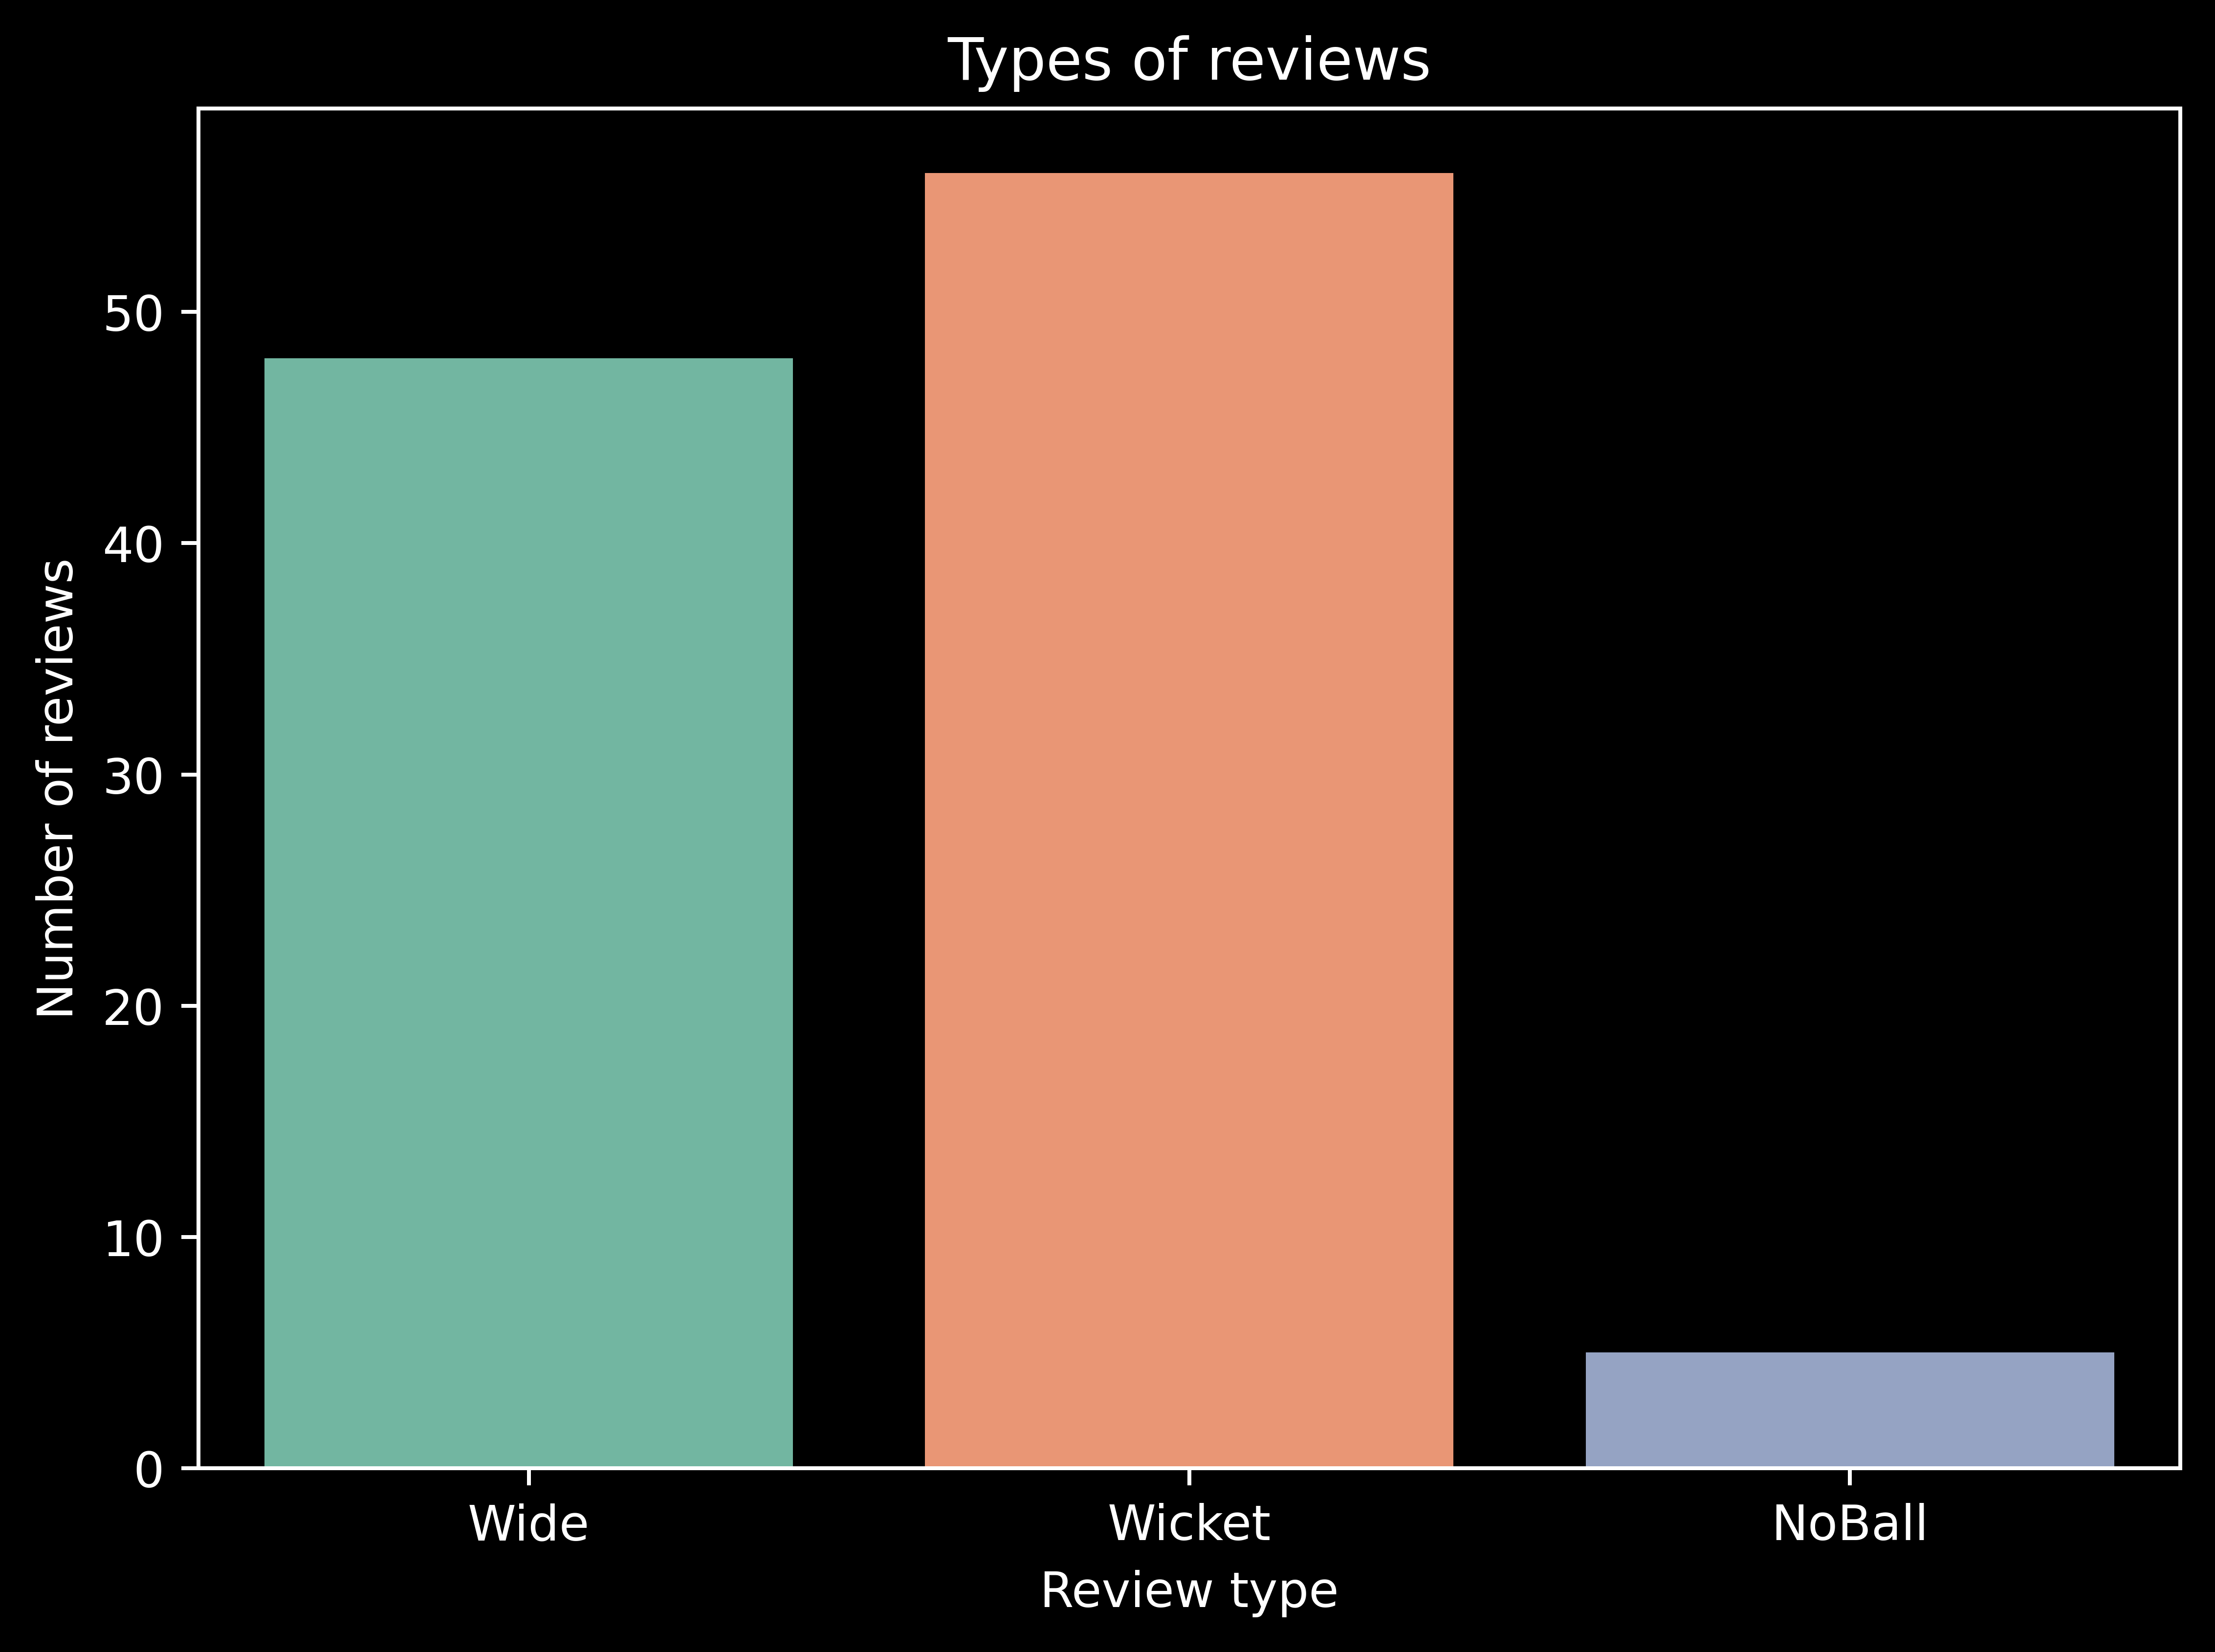 Types of reviews
Number of reviews
50
40
30
20
10
0
Wide
Wicket
NoBall
Review type